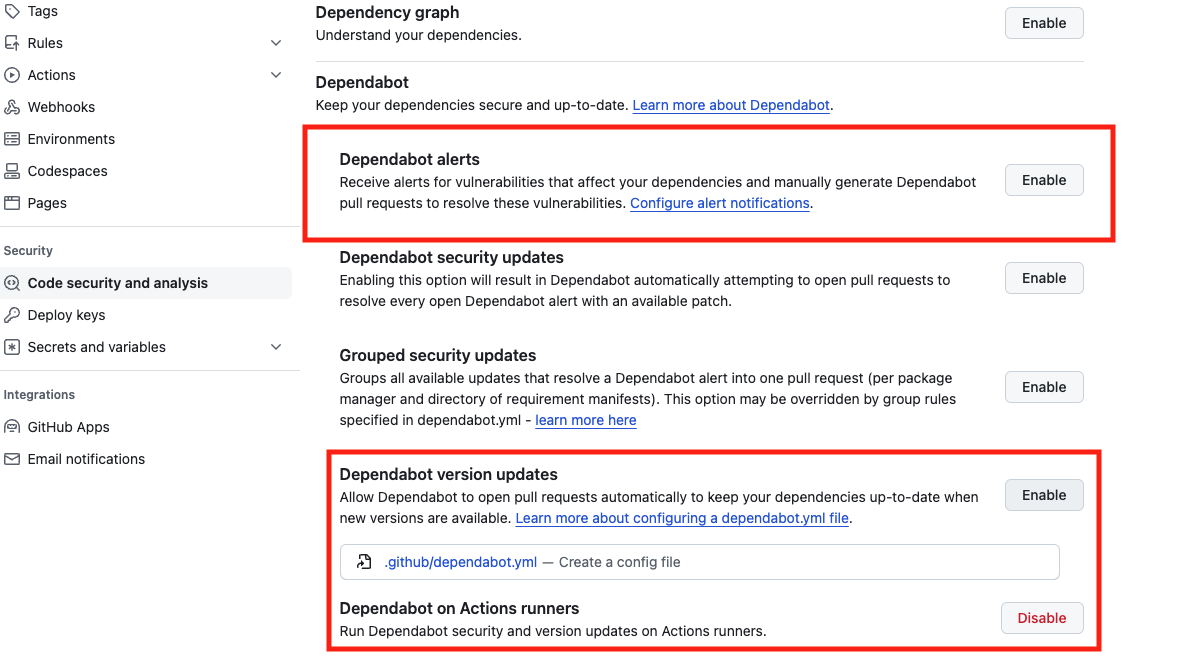 Tags
Rules
Actions
Webhooks
Environments
Codespaces
Pages
Security
Code security and analysis
Deploy keys
Secrets and variables
Integrations
GitHub Apps
Email notifications
Dependency graph
Understand your dependencies.
Enable
Dependabot
Keep your dependencies secure and up-to-date. Learn more about Dependabot.
Dependabot alerts
Receive alerts for vulnerabilities that affect your dependencies and manually generate Dependabot
pull requests to resolve these vulnerabilities. Configure alert notifications.
Enable
Dependabot security updates
Enabling this option will result in Dependabot automatically attempting to open pull requests to
resolve every open Dependabot alert with an available patch.
Enable
Grouped security updates
Groups all available updates that resolve a Dependabot alert into one pull request (per package
manager and directory of requirement manifests). This option may be overridden by group rules
specified in dependabot.yml - learn more here
Enable
Dependabot version updates
Allow Dependabot to open pull requests automatically to keep your dependencies up-to-date when
new versions are available. Learn more about configuring a dependabot.yml file.
Enable
.github/dependabot.yml — Create a config file
Dependabot on Actions runners
Run Dependabot security and version updates on Actions runners.
Disable